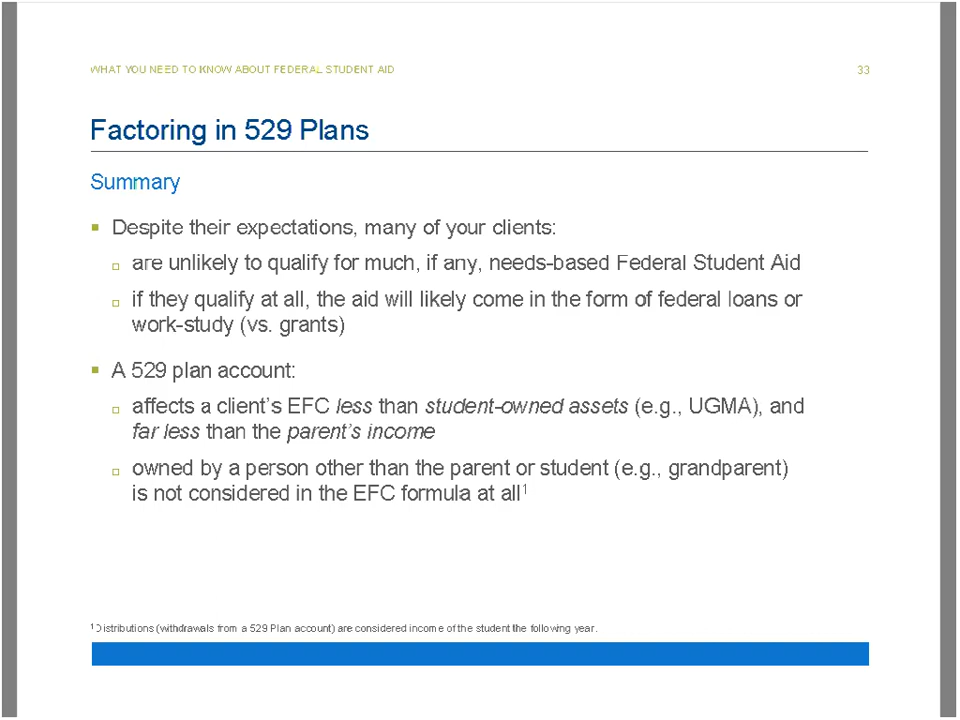 WHAT YOU NEED TO KNOW ABOUT FEDERAL STUDENT AID 33
Factoring in 529 Plans
Summary
▪ Despite their expectations, many of your clients:
▫ are unlikely to qualify for much, if any, needs-based Federal Student Aid
▫ if they qualify at all, the aid will likely come in the form of federal loans or
work-study (vs. grants)
▪ A 529 plan account:
▫ affects a client's EFC less than student-owned assets (e.g., UGMA), and
far less than the parent's income
▫ owned by a person other than the parent or student (e.g., grandparent)
is not considered in the EFC formula at all¹
¹Distributions (withdrawals from a 529 Plan account) are considered income of the student the following year.